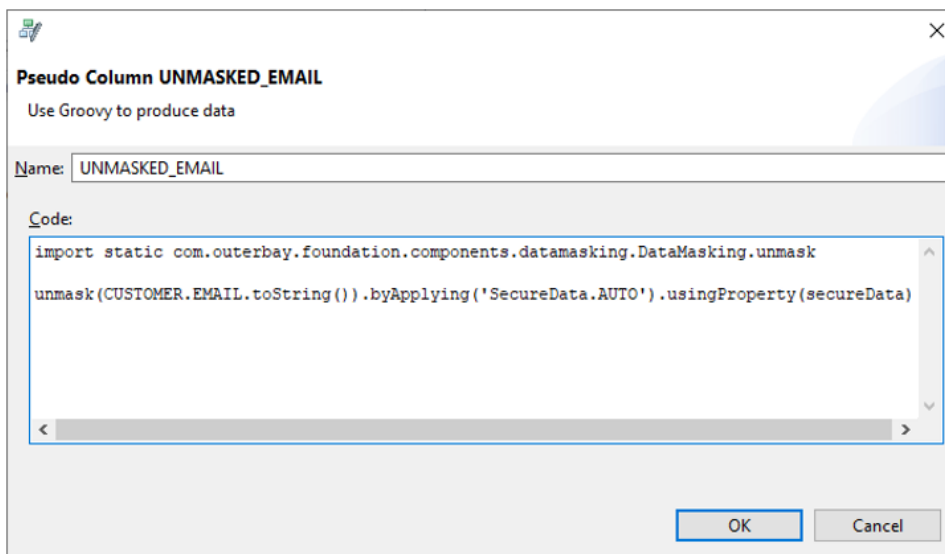 Pseudo Column UNMASKED_EMAIL
Use Groovy to produce data
Name: UNMASKED_EMAIL
Code:
import static com.outerbay.foundation.components.datamasking.DataMasking.unmask
unmask(CUSTOMER.EMAIL.toString()).byApplying('SecureData.AUTO').usingProperty(secureData)
OK Cancel